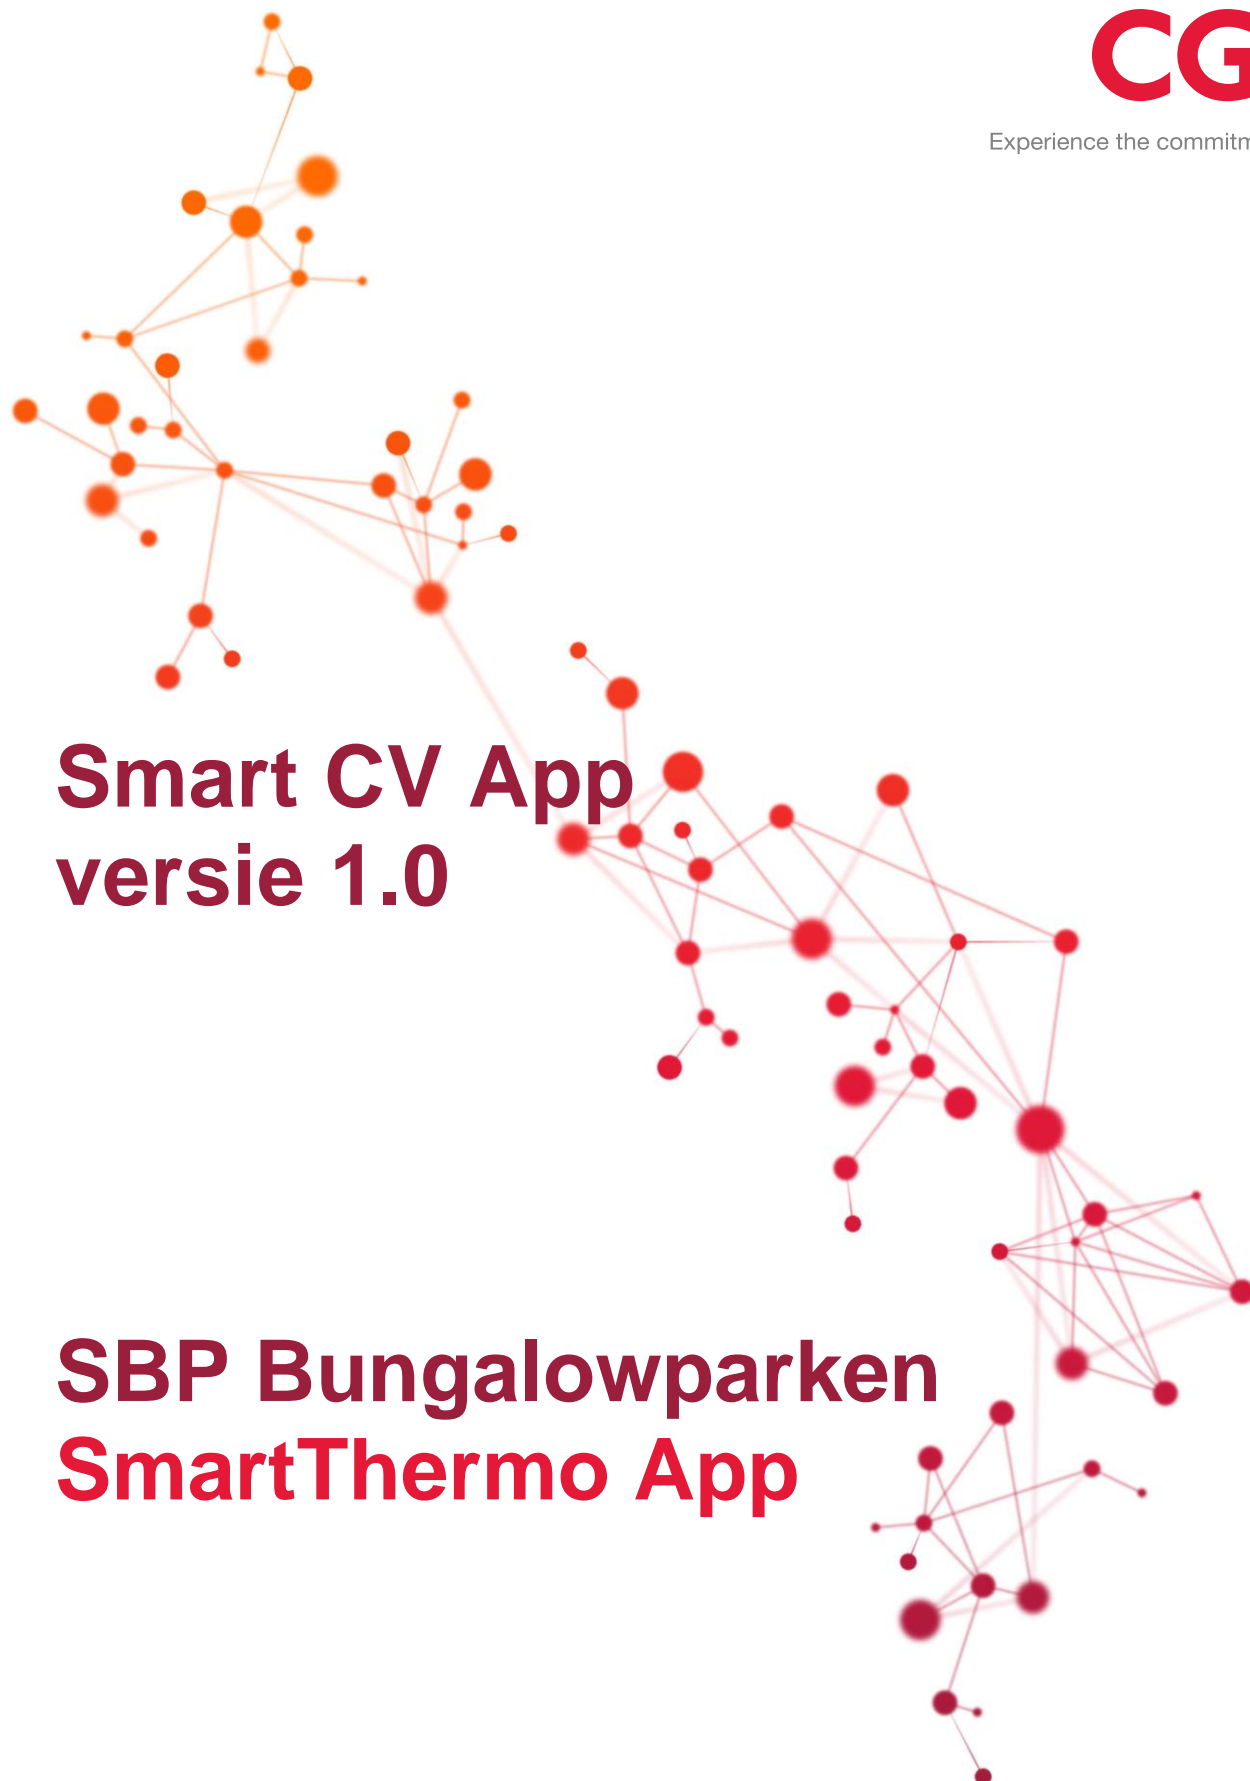 CG
Experience the commitm
Smart CV App
versie 1.0
SBP Bungalowparken
SmartThermo App